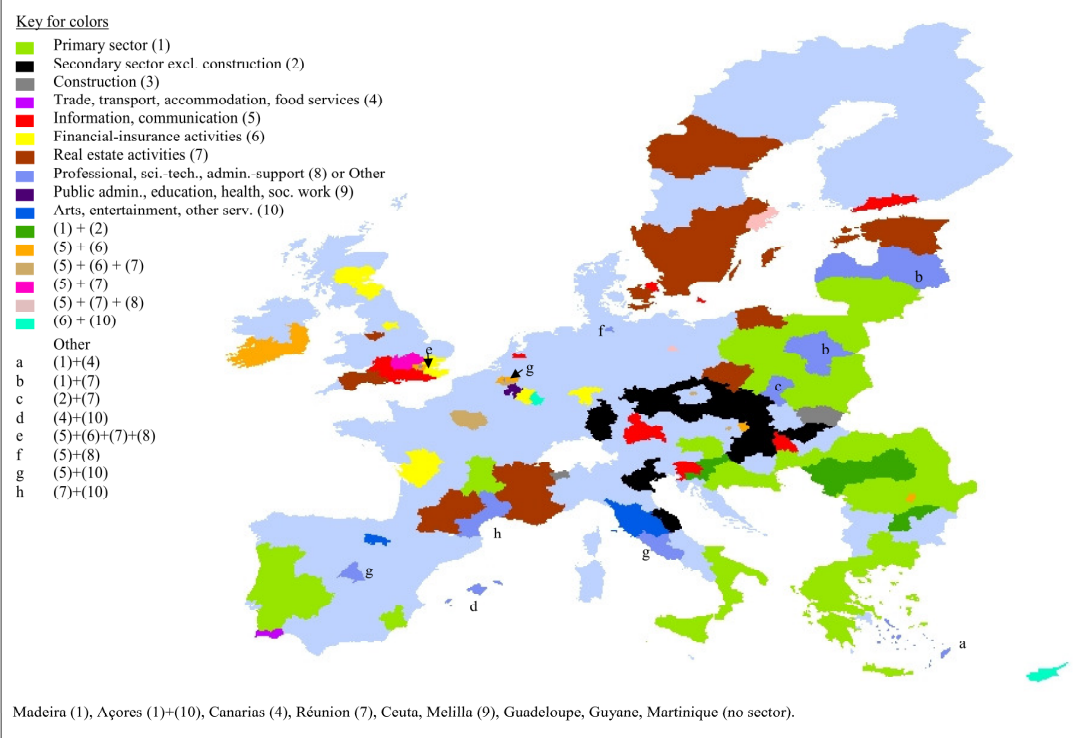 Key for colors
Primary sector (1)
Secondary sector excl. construction (2)
Construction (3)
Trade, transport, accommodation, food services (4)
Information, communication (5)
Financial-insurance activities (6)
Real estate activities (7)
Professional, sci.-tech., admin.-support (8) or Other
Public admin., education, health, soc. work (9)
Arts, entertainment, other serv. (10)
(1) + (2)
(5) + (6)
(5) + (6) + (7)
(5) + (7)
(5) + (7) + (8)
(6) + (10)
Other
a (1)+(4)
b (1)+(7)
c (2)+(7)
d (4)+(10)
e (5)+(6)+(7)+(8)
f (5)+(8)
g (5)+(10)
h (7)+(10)
b
f
e
b
g
c
h
g
g
d
a
Madeira (1), Açores (1)+(10), Canarias (4), Réunion (7), Ceuta, Melilla (9), Guadeloupe, Guyane, Martinique (no sector).